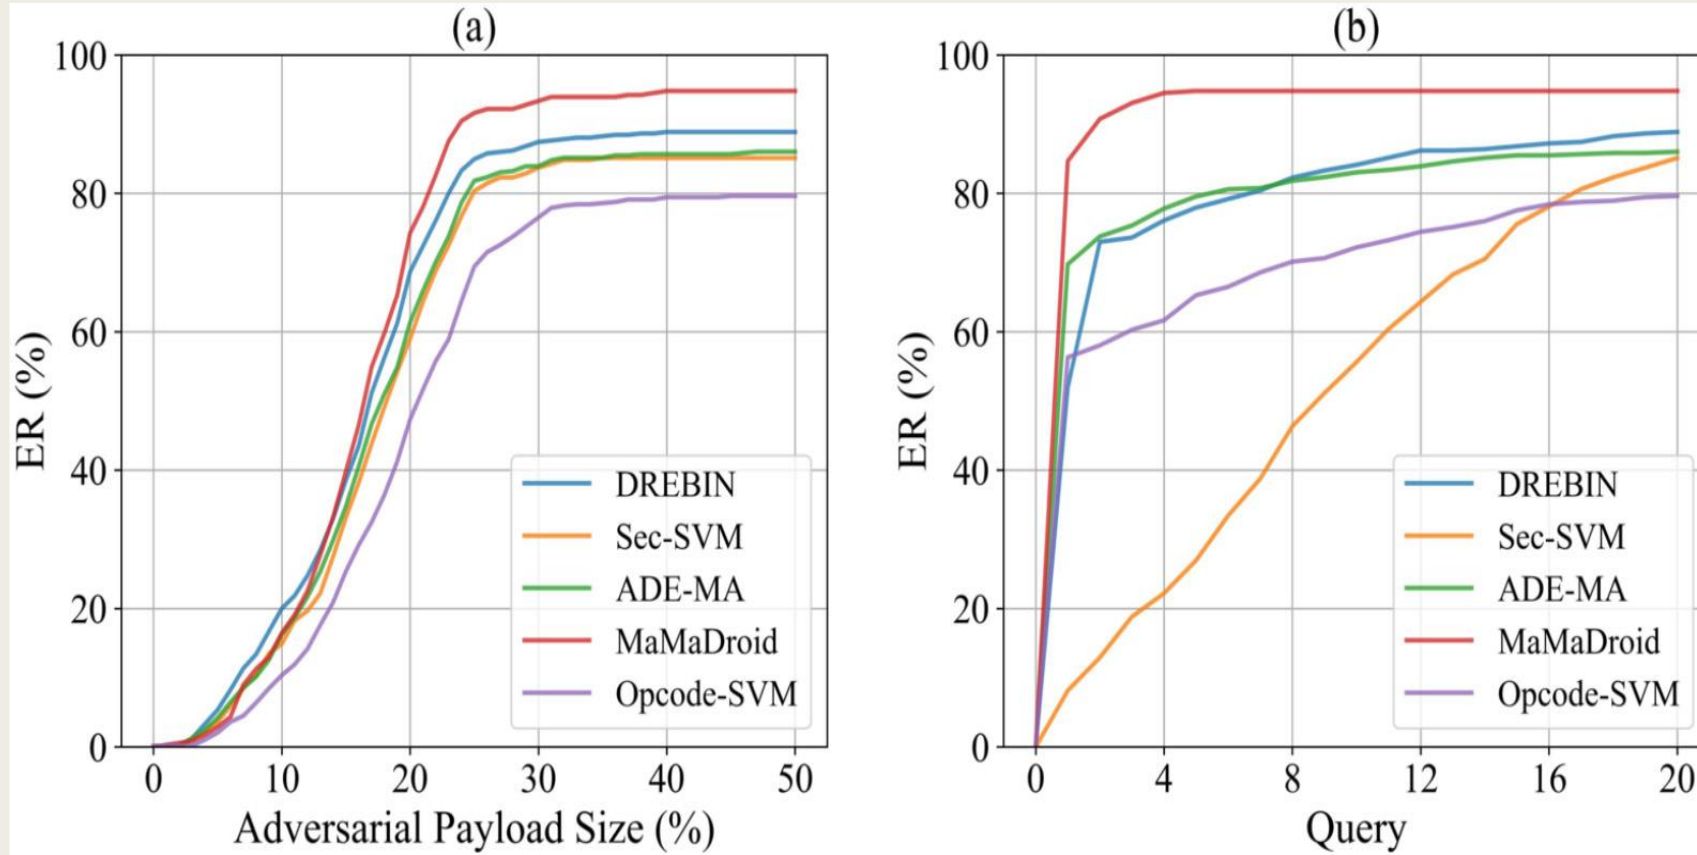 (a)
100
80
60
40
20
0
ER (%)
0 10 20 30 40 50
Adversarial Payload Size (%)
DREBIN
Sec-SVM
ADE-MA
MaMaDroid
Opcode-SVM
(b)
100
80
60
40
20
0
ER (%)
0 4 8 12 16 20
Query
DREBIN
Sec-SVM
ADE-MA
MaMaDroid
Opcode-SVM